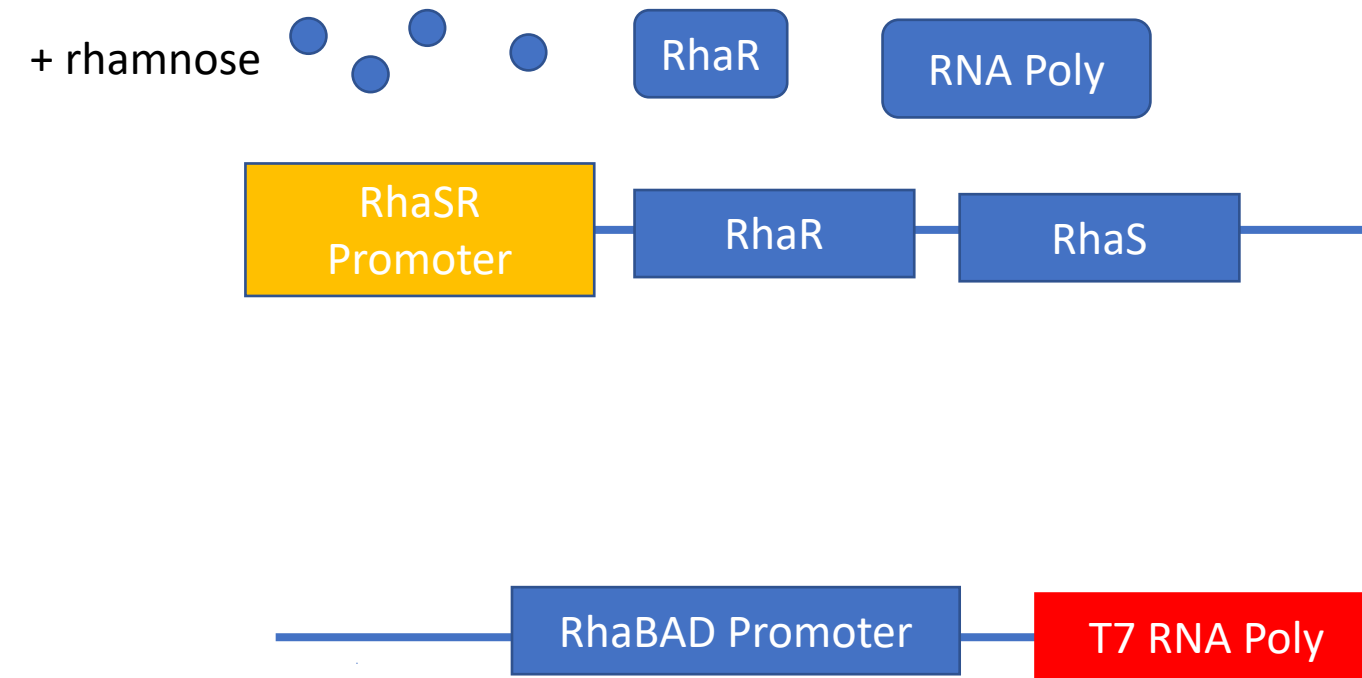 + rhamnose
RhaR
RNA Poly
RhaSR
Promoter
RhaR
RhaS
RhaBAD Promoter
T7 RNA Poly